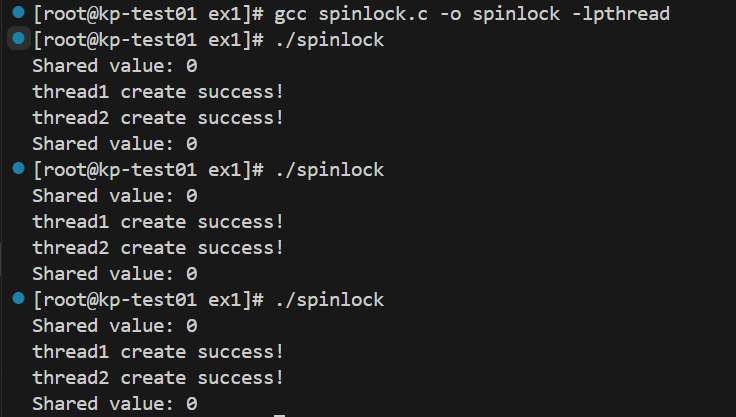 [root@kp-test01 ex1]# gcc spinlock.c -o spinlock -lpthread
[root@kp-test01 ex1]# ./spinlock
Shared value: 0
thread1 create success!
thread2 create success!
Shared value: 0
[root@kp-test01 ex1]# ./spinlock
Shared value: 0
thread1 create success!
thread2 create success!
Shared value: 0
[root@kp-test01 ex1]# ./spinlock
Shared value: 0
thread1 create success!
thread2 create success!
Shared value: 0